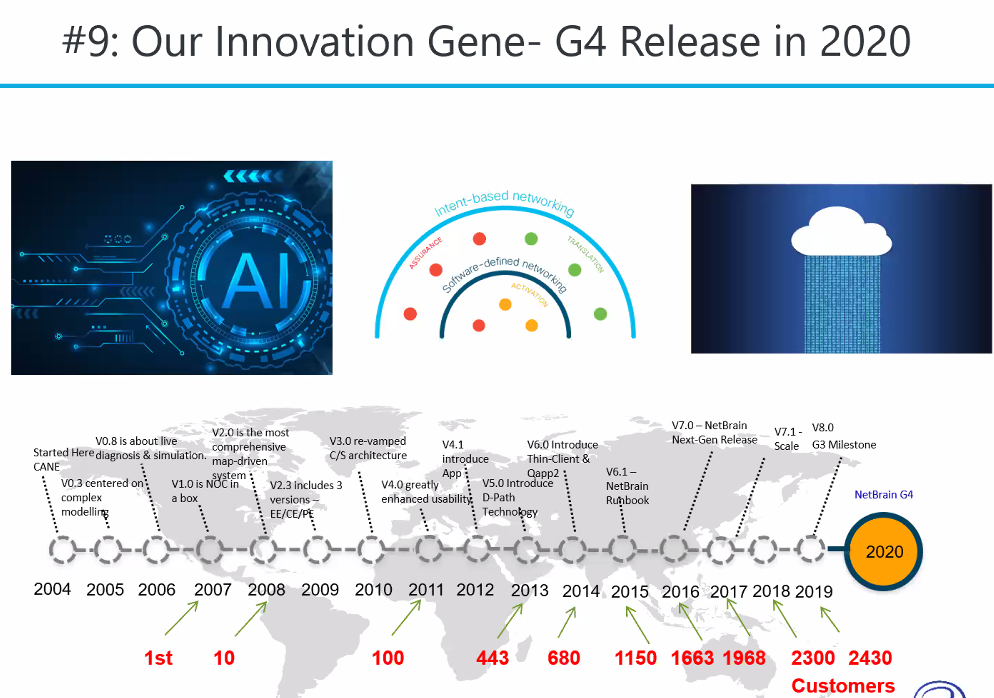 #9: Our Innovation Gene- G4 Release in 2020
AI
Intent-based networking
ASSURANCE
TRANSLATION
Software-defined networking
ACTIVATION
Started Here
CANE
V0.3 centered on
complex
modelling
V0.8 is about live
diagnosis & simulation.
V1.0 is NOC in
a box
V2.0 is the most
comprehensive
map-driven
system
V2.3 includes 3
versions –
EE/CE/PE
V3.0 re-vamped
C/S architecture
V4.0 greatly
enhanced usability
V4.1
introduce
App
V5.0 Introduce
D-Path
Technology
V6.0 Introduce
Thin-Client &
Qapp2
V6.1 –
NetBrain
Runbook
V7.0 – NetBrain
Next-Gen Release
V7.1 -
Scale
V8.0
G3 Milestone
NetBrain G4
2020
2004 2005 2006 2007 2008 2009 2010 2011 2012 2013 2014 2015 2016 2017 2018 2019
1st 10 100 443 680 1150 1663 1968 2300 2430
Customers